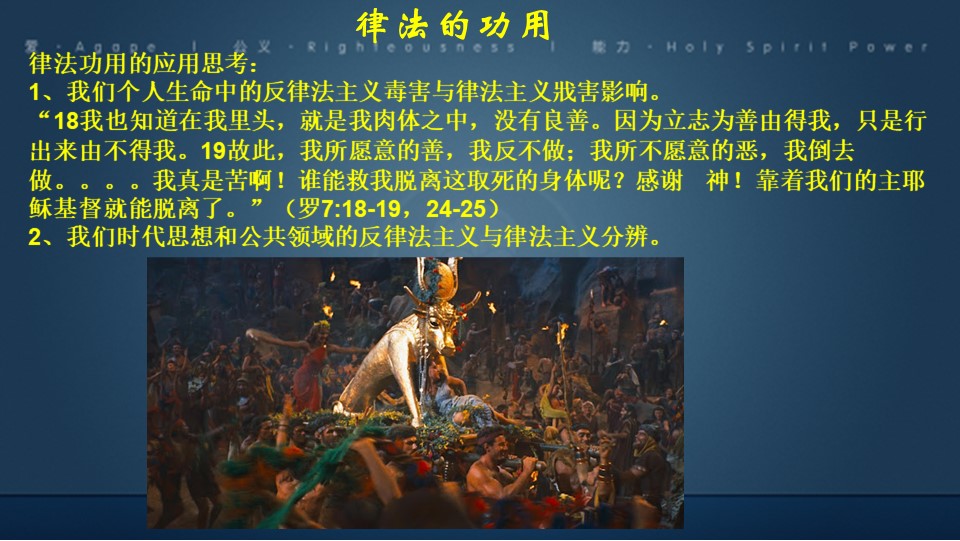 律法的功用
爱·Agape | 公义·Righteousness | 能力·Holy Spirit Power
律法功用的应用思考：
1、我们个人生命中的反律法主义毒害与律法主义戕害影响。
“18我也知道在我里头，就是我肉体之中，没有良善。因为立志为善由得我，只是行
出来由不得我。19故此，我所愿意的善，我反不做；我所不愿意的恶，我倒去
做。。。。我真是苦啊！谁能救我脱离这取死的身体呢？感谢　神！靠着我们的主耶
稣基督就能脱离了。”（罗7:18-19，24-25）
2、我们时代思想和公共领域的反律法主义与律法主义分辨。